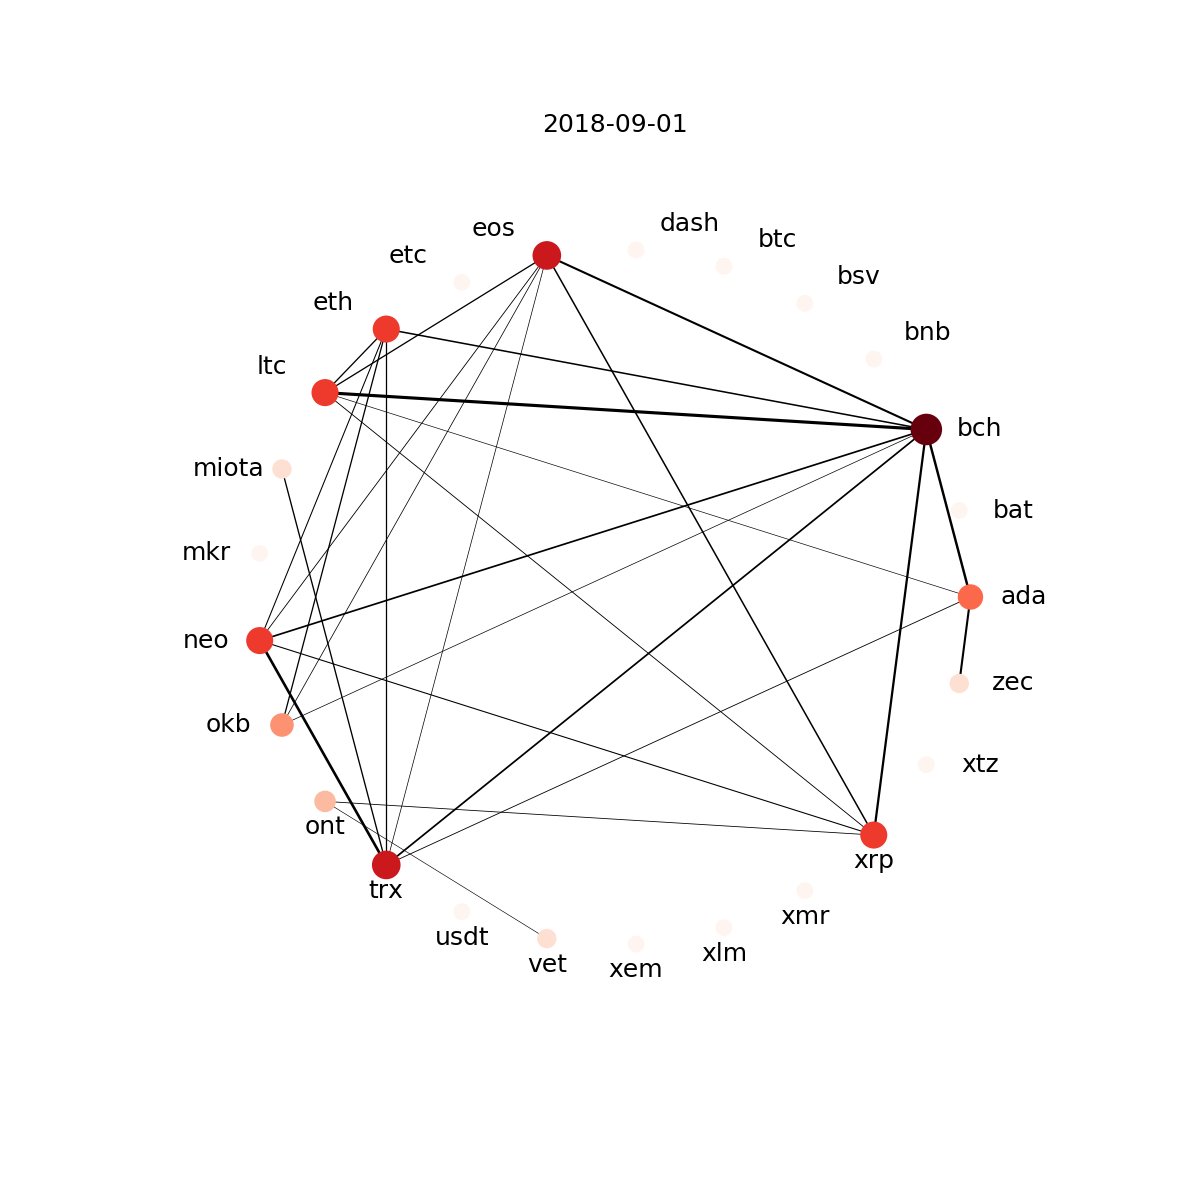 2018-09-01
dash
eos
btc
etc
bsv
eth
bnb
ltc
bch
miota
bat
mkr
ada
neo
zec
okb
xtz
ont
xrp
trx
xmr
usdt
xlm
vet
xem